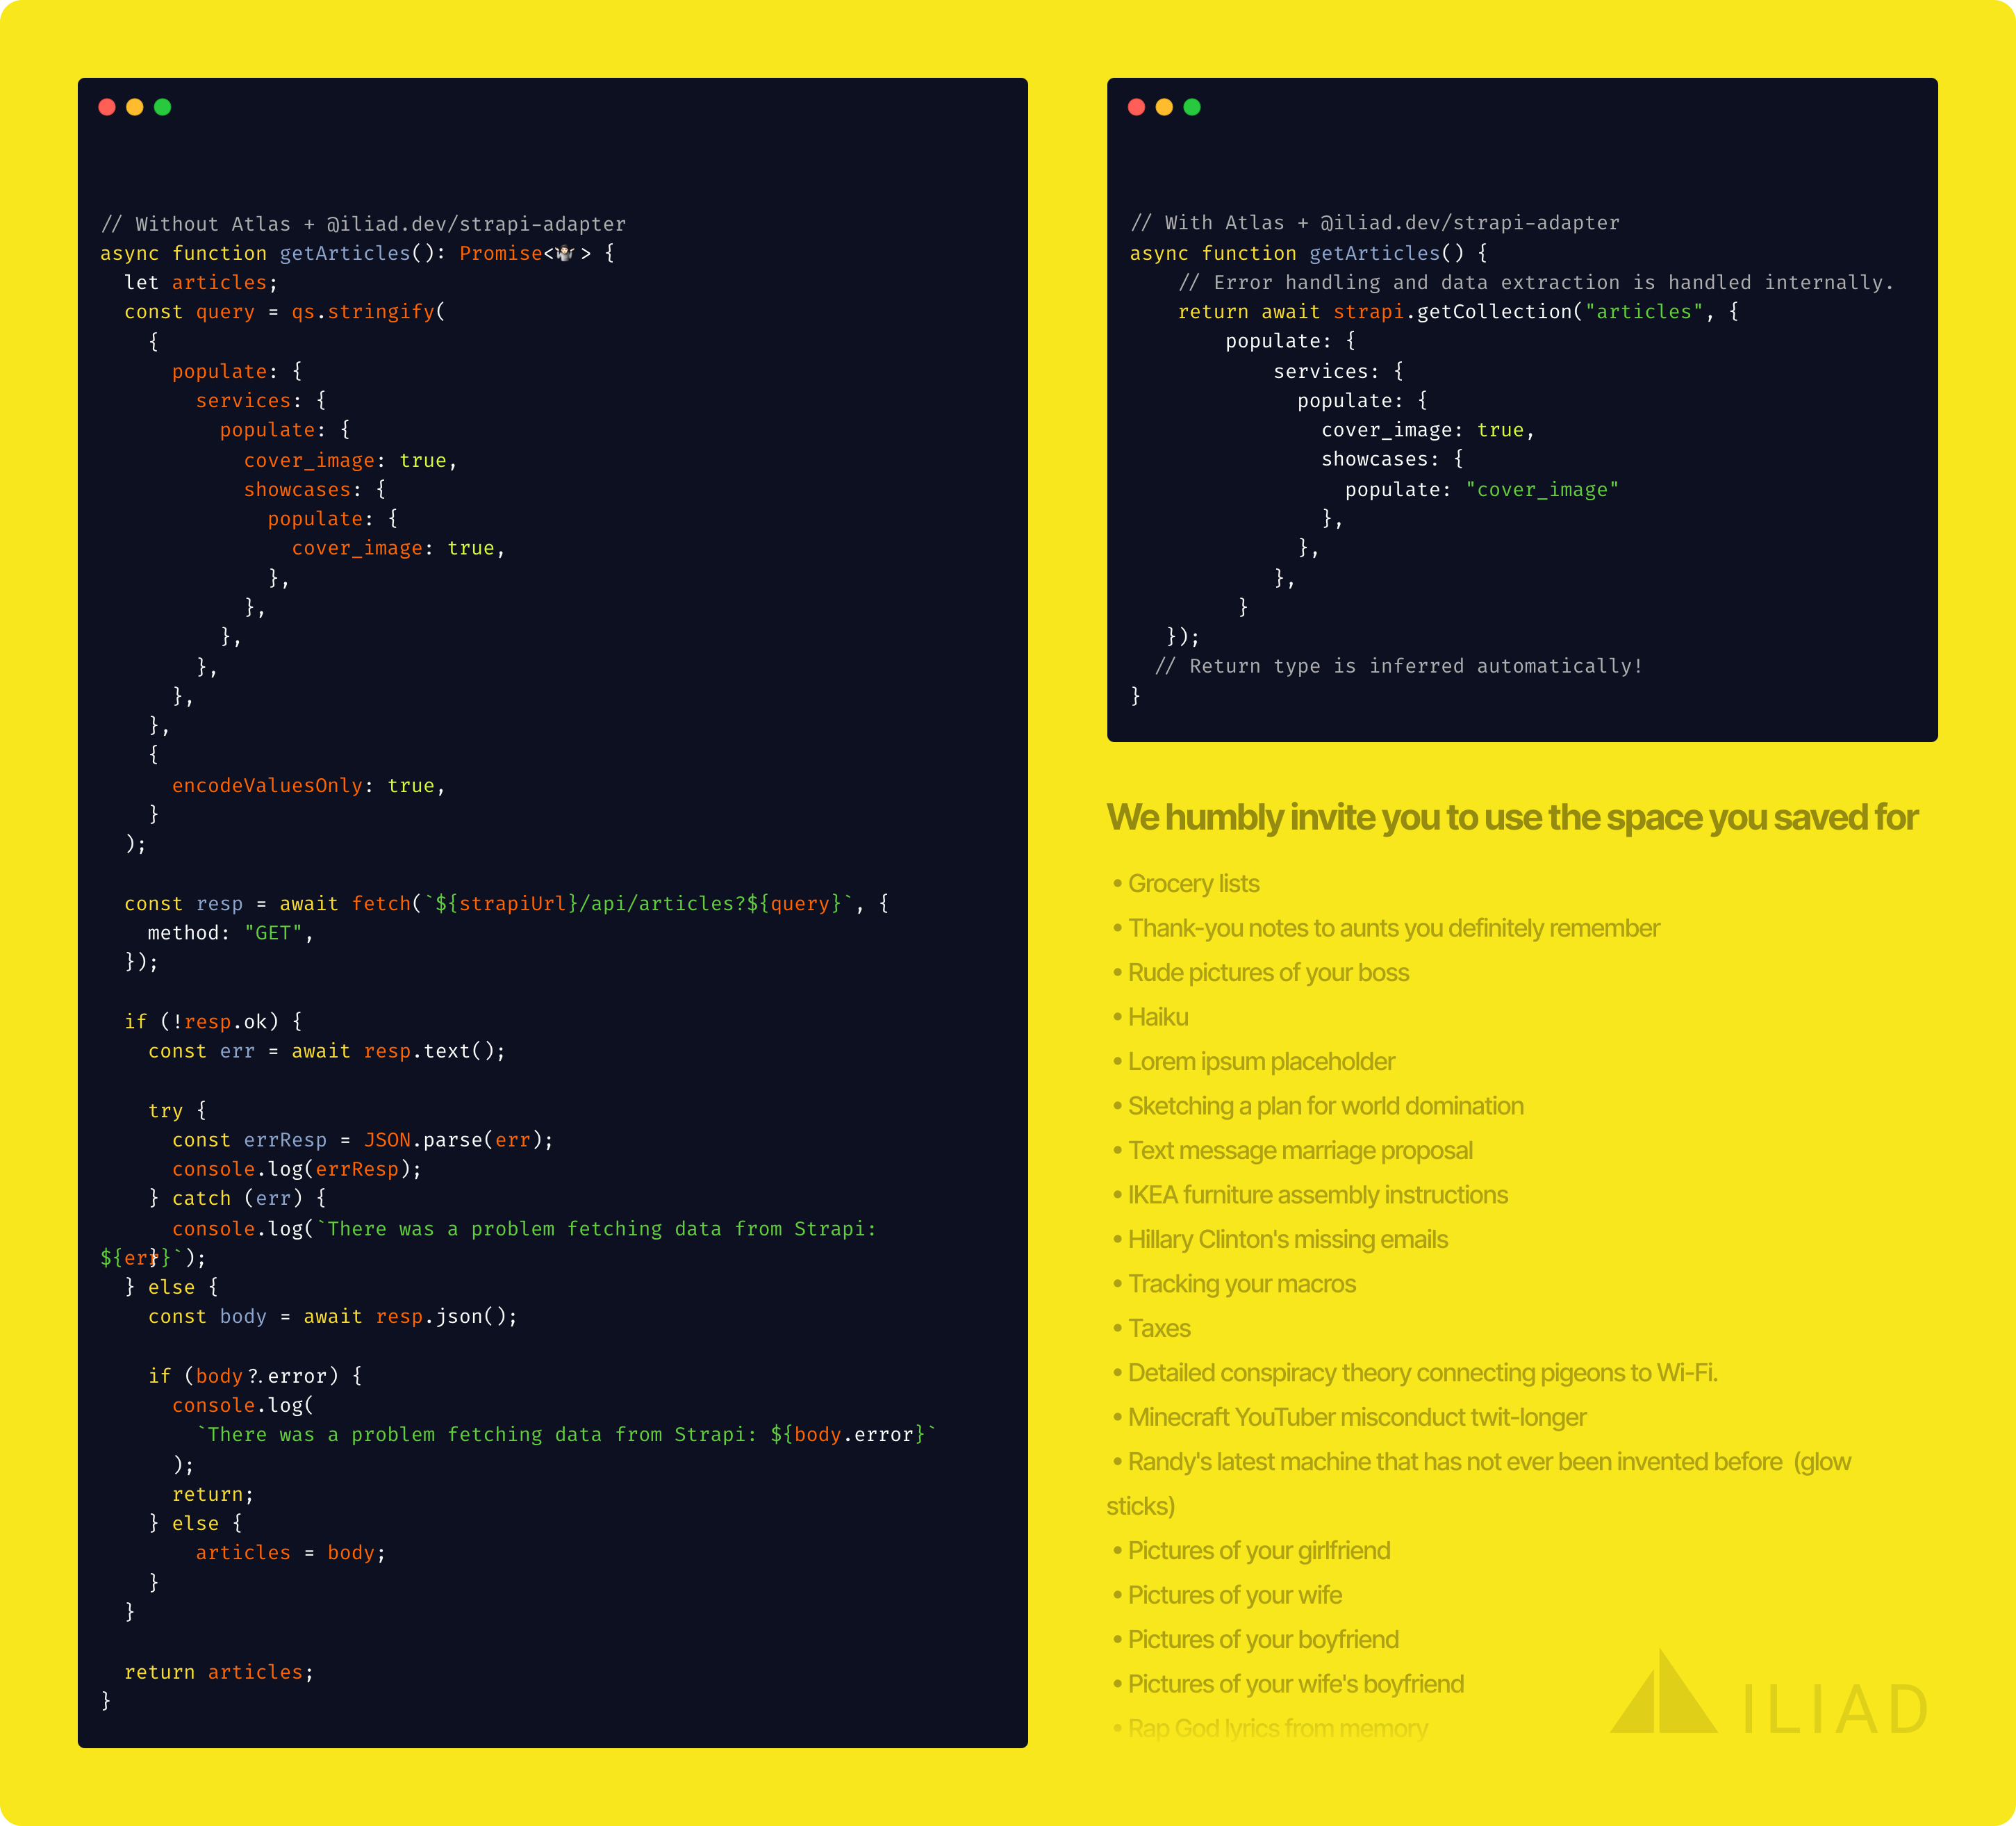 // Without Atlas + @iliad.dev/strapi-adapter
async function getArticles(): Promise<🤷🏻‍♀️> {
  let articles;
  const query = qs.stringify(
    {
      populate: {
        services: {
          populate: {
            cover_image: true,
            showcases: {
              populate: {
                cover_image: true,
              },
            },
          },
        },
      },
    },
    {
      encodeValuesOnly: true,
    }
  );

  const resp = await fetch(`${strapiUrl}/api/articles?${query}`, {
    method: "GET",
  });

  if (!resp.ok) {
    const err = await resp.text();

    try {
      const errResp = JSON.parse(err);
      console.log(errResp);
    } catch (err) {
      console.log(`There was a problem fetching data from Strapi:
${err}`);
    }
  } else {
    const body = await resp.json();

    if (body?.error) {
      console.log(
        `There was a problem fetching data from Strapi: ${body.error}`
      );
      return;
    } else {
        articles = body;
    }
  }

  return articles;
}

// With Atlas + @iliad.dev/strapi-adapter
async function getArticles() {
    // Error handling and data extraction is handled internally.
    return await strapi.getCollection("articles", {
        populate: {
            services: {
              populate: {
                cover_image: true,
                showcases: {
                  populate: "cover_image"
                },
              },
            },
         }
   });
  // Return type is inferred automatically!
}

We humbly invite you to use the space you saved for
• Grocery lists
• Thank-you notes to aunts you definitely remember
• Rude pictures of your boss
• Haiku
• Lorem ipsum placeholder
• Sketching a plan for world domination
• Text message marriage proposal
• IKEA furniture assembly instructions
• Hillary Clinton's missing emails
• Tracking your macros
• Taxes
• Detailed conspiracy theory connecting pigeons to Wi-Fi.
• Minecraft YouTuber misconduct twit-longer
• Randy's latest machine that has not ever been invented before (glow
sticks)
• Pictures of your girlfriend
• Pictures of your wife
• Pictures of your boyfriend
• Pictures of your wife's boyfriend
• Rap God lyrics from memory
ILIAD